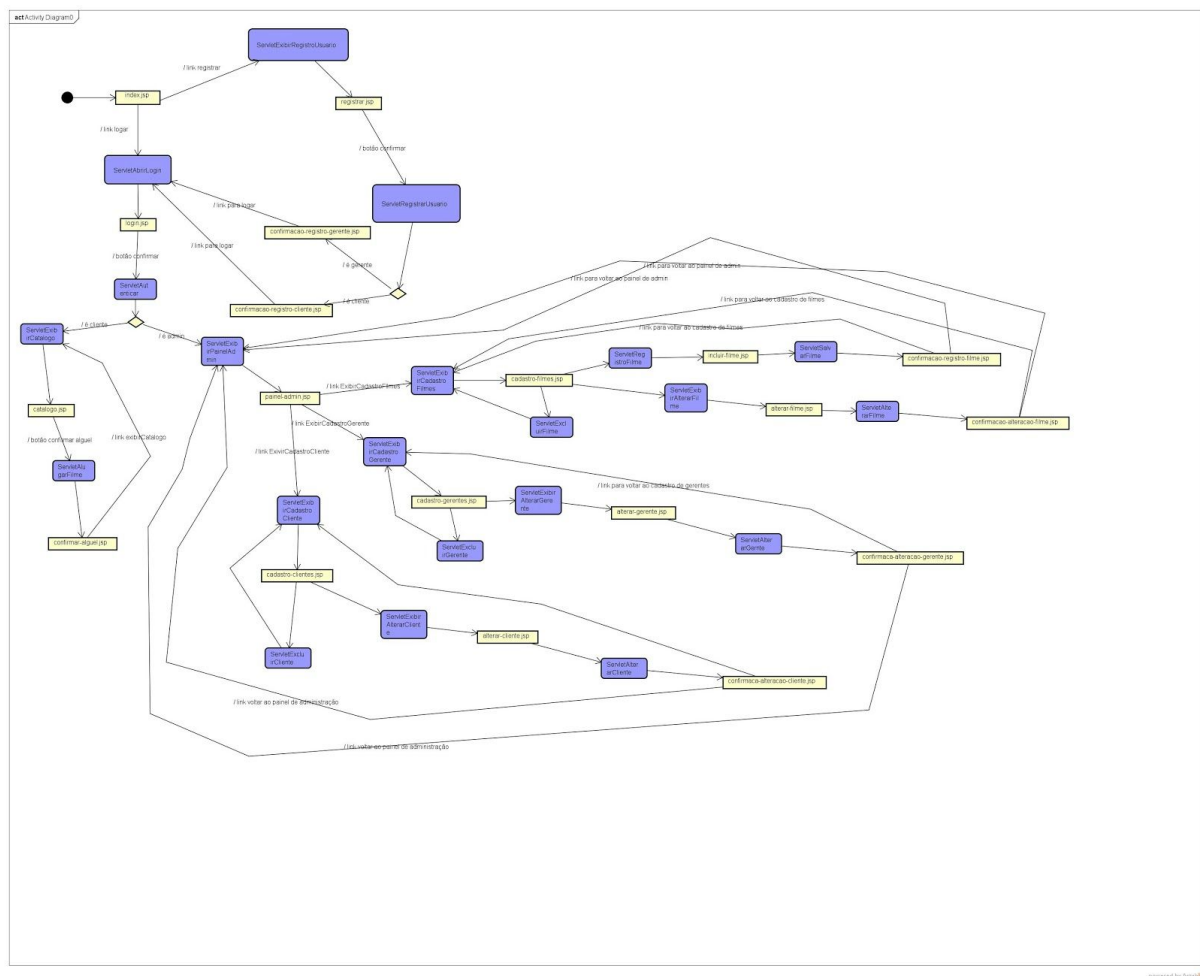 act Activity Diagram0
ServletExibirRegistroUsuario
/ link registrar
index.jsp
registrar.jsp
/ link logar
/ botão confirmar
ServletAbrirLogin
ServletRegistrarUsuario
/ link para logar
login.jsp
confirmacao-registro-gerente.jsp
/ link para logar
/ botão confirmar
/ é gerente
/ link para voltar ao painel de admin
/ link para voltar ao painel de admin
ServletAut
enticar
/ é cliente
confirmacao-registro-cliente.jsp
/ link para voltar ao cadastro de filmes
/ é cliente
ServletExib
irCatalogo
/ é admin
/ link para voltar ao cadastro de filmes
ServletExib
irPainelAd
min
ServletReg
istroFilme
incluir-filme.jsp
ServletSalv
arFilme
confirmacao-registro-filme.jsp
ServletExib
irCadastro
Filmes
cadastro-filmes.jsp
/ link ExibirCadastroFilmes
painel-admin.jsp
ServletExib
irAlterarFil
me
catalogo.jsp
alterar-filme.jsp
ServletAlte
rarFilme
confirmacao-alteracao-filme.jsp
/ link ExibirCadastroGerente
ServletExcl
uirFilme
/ botão confirmar alguel
/ link exibirCatalogo
/ link ExivirCadastroCliente
ServletExib
irCadastro
Gerente
ServletAlu
garFilme
/ link para voltar ao cadastro de gerentes
ServletExib
irCadastro
Cliente
cadastro-gerentes.jsp
ServletExibir
AlterarGere
nte
alterar-gerente.jsp
confirmar-alguel.jsp
ServletExclu
irGerente
ServletAlter
arGernte
confirmaca-alteracao-gerente.jsp
cadastro-clientes.jsp
ServletExibir
AlterarClient
e
alterar-cliente.jsp
ServletExclu
irCliente
ServletAlter
arCliente
confirmaca-alteracao-cliente.jsp
/ link voltar ao painel de administração
/ link voltar ao painel de administração